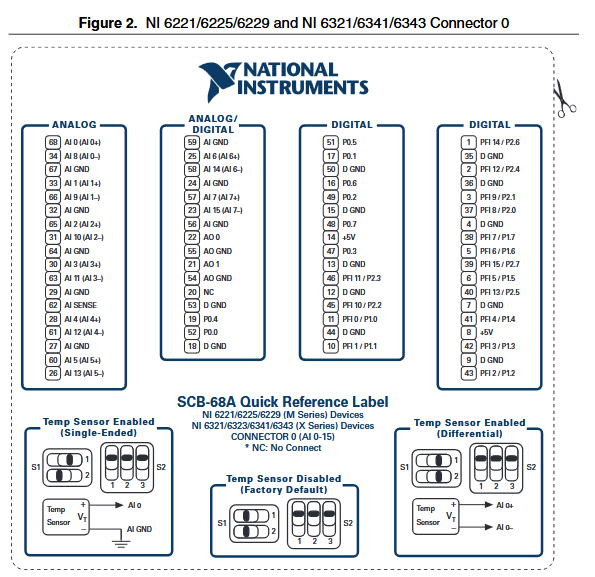 Figure 2. NI 6221/6225/6229 and NI 6321/6341/6343 Connector 0
NATIONAL
INSTRUMENTS
ANALOG
68 AI 0 (AI 0+)
34 AI 8 (AI 0–)
67 AI GND
33 AI 1 (AI 1+)
66 AI 9 (AI 1–)
32 AI GND
65 AI 2 (AI 2+)
31 AI 10 (AI 2–)
64 AI GND
30 AI 3 (AI 3+)
63 AI 11 (AI 3–)
29 AI GND
62 AI SENSE
28 AI 4 (AI 4+)
61 AI 12 (AI 4–)
27 AI GND
60 AI 5 (AI 5+)
26 AI 13 (AI 5–)
ANALOG/
DIGITAL
59 AI GND
25 AI 6 (AI 6+)
58 AI 14 (AI 6–)
24 AI GND
57 AI 7 (AI 7+)
23 AI 15 (AI 7–)
56 AI GND
22 AO 0
55 AO GND
21 AO 1
54 AO GND
20 NC
53 D GND
19 P0.4
52 P0.0
18 D GND
DIGITAL
51 P0.5
17 P0.1
50 D GND
16 P0.6
49 P0.2
15 D GND
48 P0.7
14 +5V
47 P0.3
13 D GND
46 PFI 11 / P2.3
12 D GND
45 PFI 10 / P2.2
11 PFI 0 / P1.0
44 D GND
10 PFI 1 / P1.1
DIGITAL
1 PFI 14 / P2.6
35 D GND
2 PFI 12 / P2.4
36 D GND
3 PFI 9 / P2.1
37 PFI 8 / P2.0
4 D GND
38 PFI 7 / P1.7
5 PFI 6 / P1.6
39 PFI 15 / P2.7
6 PFI 5 / P1.5
40 PFI 13 / P2.5
7 D GND
41 PFI 4 / P1.4
8 +5V
42 PFI 3 / P1.3
9 D GND
43 PFI 2 / P1.2
SCB-68A Quick Reference Label
NI 6221/6225/6229 (M Series) Devices
NI 6321/6323/6341/6343 (X Series) Devices
CONNECTOR 0 (AI 0-15)
* NC: No Connect
Temp Sensor Enabled
(Single-Ended)
S1
1
2
1 2 3
S2
Temp
Sensor
VT
+
–
AI 0
AI GND
Temp Sensor Disabled
(Factory Default)
S1
1
2
1 2 3
S2
Temp Sensor Enabled
(Differential)
S1
1
2
1 2 3
S2
Temp
Sensor
VT
+
–
AI 0+
AI 0–